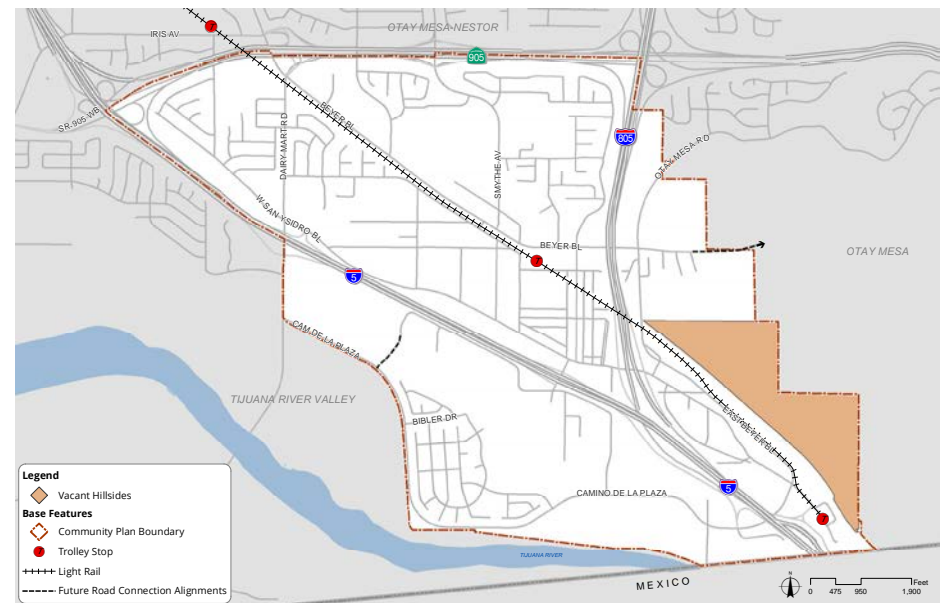 IRIS AV
OTAY MESA-NESTOR
905
SR-905 WB
BEYER BL
DAIRY MART RD
SMYTHE AV
805
OTAY MESA RD
W SAN YSIDRO BL
BEYER BL
OTAY MESA
5
CAM DE LA PLAZA
TIJUANA RIVER VALLEY
BIBLER DR
EAST BEYER BL
CAMINO DE LA PLAZA
5
TIJUANA RIVER
MEXICO
Legend
Vacant Hillsides
Base Features
Community Plan Boundary
Trolley Stop
Light Rail
Future Road Connection Alignments
N
Feet
0 475 950 1,900